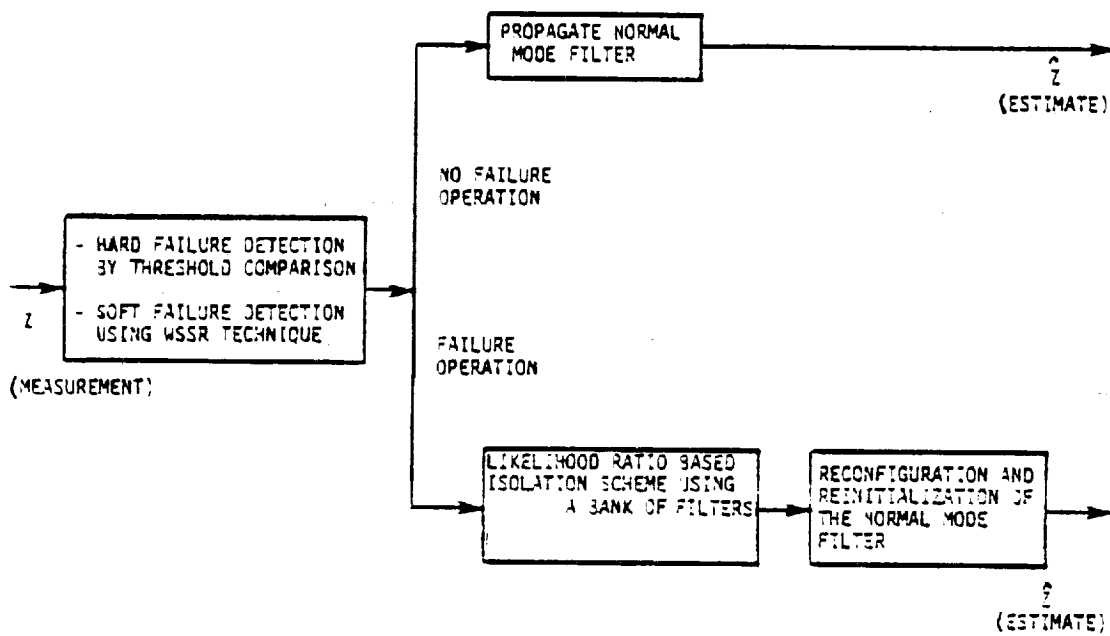 PROPAGATE NORMAL
MODE FILTER
Ẑ
(ESTIMATE)
NO FAILURE
OPERATION
- HARD FAILURE DETECTION
BY THRESHOLD COMPARISON
- SOFT FAILURE DETECTION
USING WSSR TECHNIQUE
Z
(MEASUREMENT)
FAILURE
OPERATION
LIKELIHOOD RATIO BASED
ISOLATION SCHEME USING
A BANK OF FILTERS
RECONFIGURATION AND
REINITIALIZATION OF
THE NORMAL MODE
FILTER
Ẑ
(ESTIMATE)